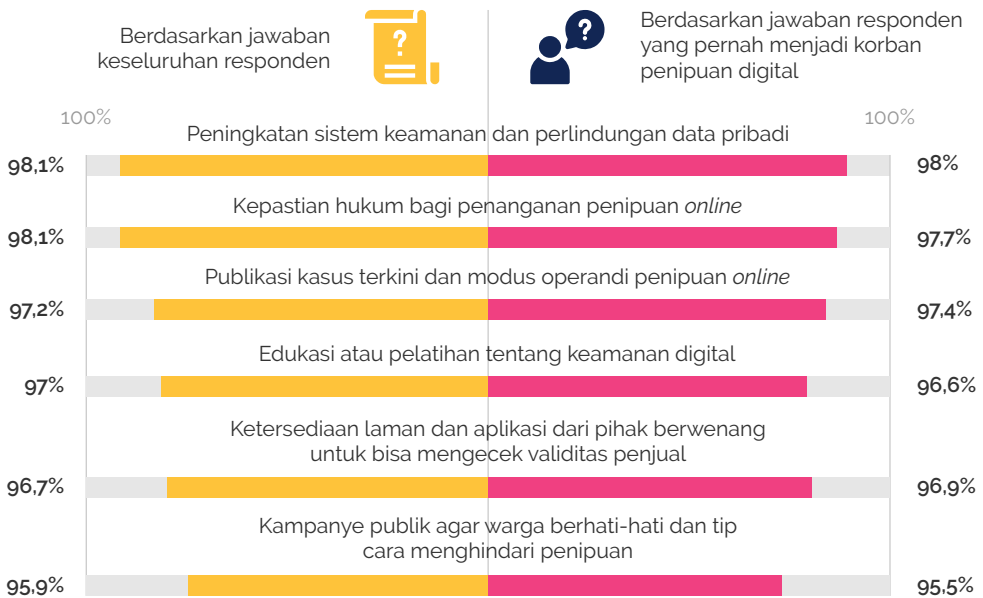 Berdasarkan jawaban
keseluruhan responden
?
?
Berdasarkan jawaban responden
yang pernah menjadi korban
penipuan digital
100%
100%
Peningkatan sistem keamanan dan perlindungan data pribadi
98,1%
98%
Kepastian hukum bagi penanganan penipuan online
98,1%
97,7%
Publikasi kasus terkini dan modus operandi penipuan online
97,2%
97,4%
Edukasi atau pelatihan tentang keamanan digital
97%
96,6%
Ketersediaan laman dan aplikasi dari pihak berwenang
untuk bisa mengecek validitas penjual
96,7%
96,9%
Kampanye publik agar warga berhati-hati dan tip
cara menghindari penipuan
95,9%
95,5%